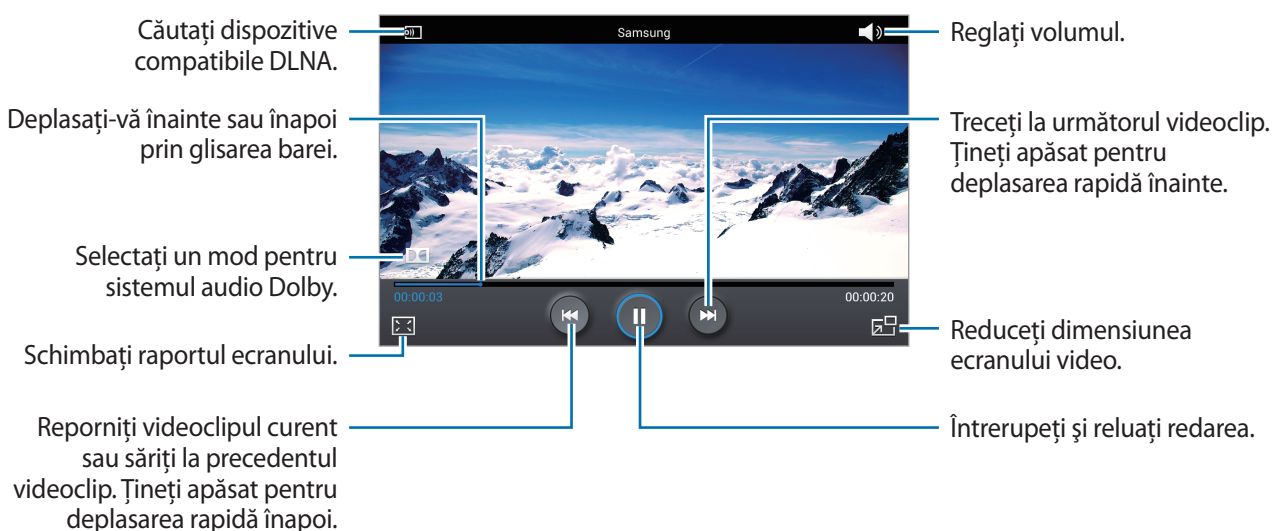 Căutați dispozitive
compatibile DLNA.
Deplasați-vă înainte sau înapoi
prin glisarea barei.
Selectați un mod pentru
sistemul audio Dolby.
Schimbați raportul ecranului.
Reporniți videoclipul curent
sau săriți la precedentul
videoclip. Țineți apăsat pentru
deplasarea rapidă înapoi.
Samsung
00:00:03
00:00:20
Reglați volumul.
Treceți la următorul videoclip.
Țineți apăsat pentru
deplasarea rapidă înainte.
Reduceți dimensiunea
ecranului video.
Întrerupeți şi reluați redarea.